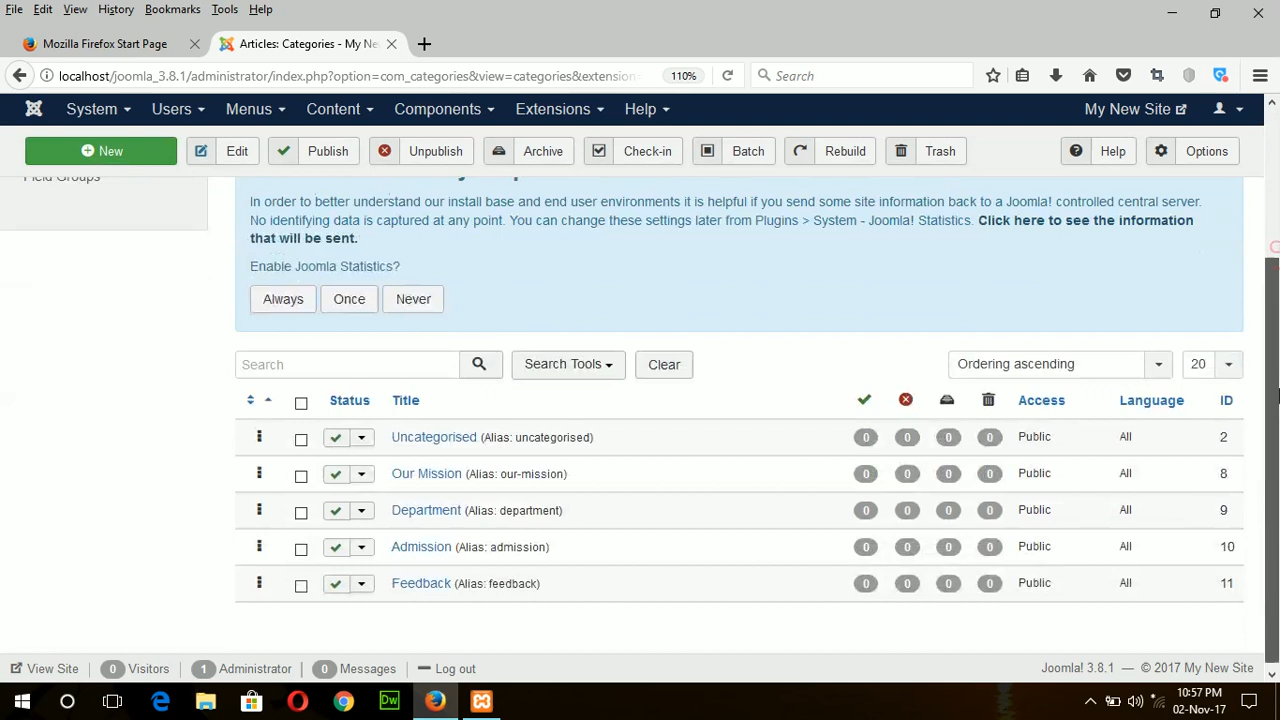 File Edit View History Bookmarks Tools Help
Mozilla Firefox Start Page × Articles: Categories - My Ne × +
localhost/joomla_3.8.1/administrator/index.php?option=com_categories&view=categories&extension 110% Search
System Users Menus Content Components Extensions Help My New Site
New Edit Publish Unpublish Archive Check-in Batch Rebuild Trash Help Options
Field Groups
In order to better understand our install base and end user environments it is helpful if you send some site information back to a Joomla! controlled central server.
No identifying data is captured at any point. You can change these settings later from Plugins > System - Joomla! Statistics. Click here to see the information
that will be sent.
Enable Joomla Statistics?
Always Once Never
Search Search Tools Clear Ordering ascending 20
Status Title Access Language ID
Uncategorised (Alias: uncategorised) 0 0 0 0 Public All 2
Our Mission (Alias: our-mission) 0 0 0 0 Public All 8
Department (Alias: department) 0 0 0 0 Public All 9
Admission (Alias: admission) 0 0 0 0 Public All 10
Feedback (Alias: feedback) 0 0 0 0 Public All 11
View Site 0 Visitors 1 Administrator 0 Messages Log out Joomla! 3.8.1 — © 2017 My New Site
Dw 10:57 PM
02-Nov-17